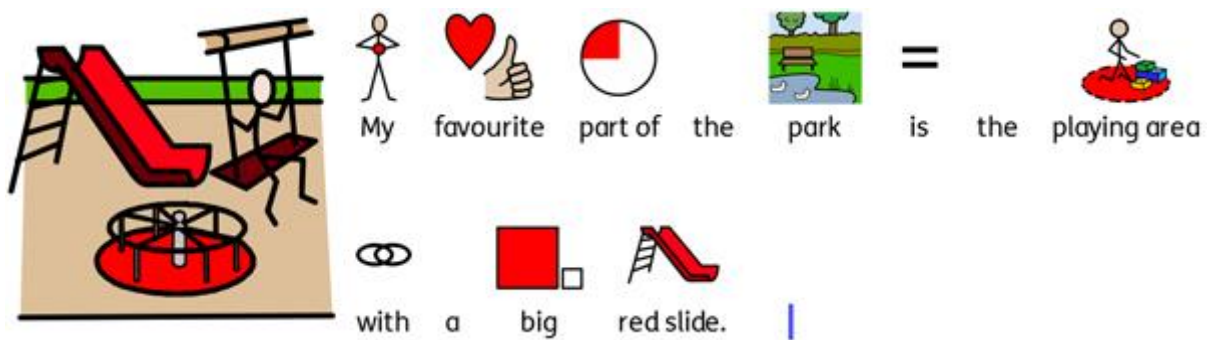 My favourite part of the park is the playing area
with a big red slide.